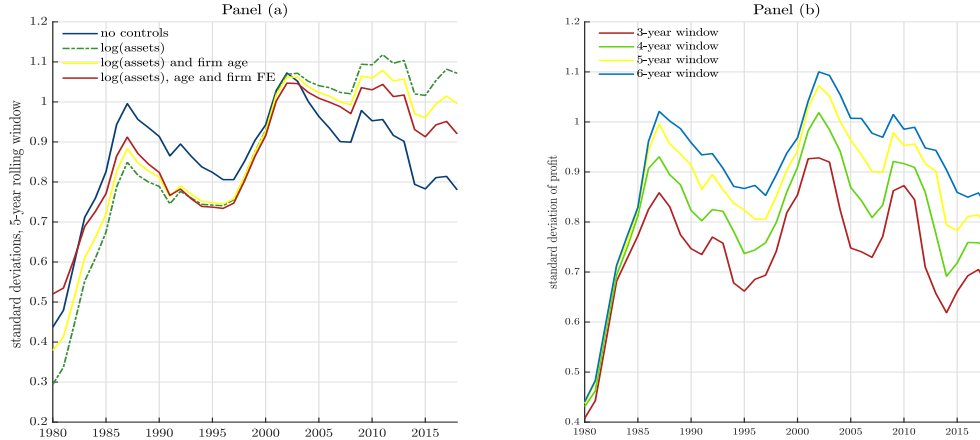 Panel (a)
standard deviations, 5-year rolling window
1.2
1.1
1
0.9
0.8
0.7
0.6
0.5
0.4
0.3
0.2
no controls
log(assets)
log(assets) and firm age
log(assets), age and firm FE
1980 1985 1990 1995 2000 2005 2010 2015
Panel (b)
standard deviation of profit
1.2
1.1
1
0.9
0.8
0.7
0.6
0.5
0.4
3-year window
4-year window
5-year window
6-year window
1980 1985 1990 1995 2000 2005 2010 2015